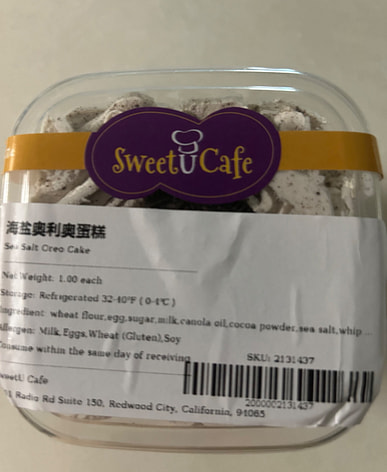 SweetU Cafe
海盐奥利奥蛋糕
Sea Salt Oreo Cake
Net Weight: 1.00 each
Storage: Refrigerated 32-40°F ( 0-4℃ )
Ingredient: wheat flour,egg,sugar,milk,canola oil,cocoa powder,sea salt,whip ...
Allergen: Milk, Eggs, Wheat (Gluten), Soy
Consume within the same day of receiving
SKU: 2131437
SweetU Cafe
Radio Rd Suite 150, Redwood City, California, 94065
2000002131437